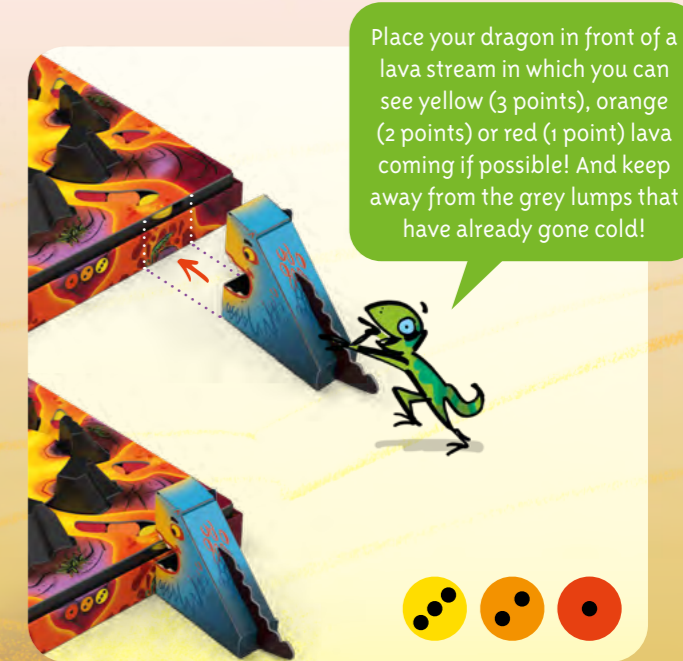 Place your dragon in front of a
lava stream in which you can
see yellow (3 points), orange
(2 points) or red (1 point) lava
coming if possible! And keep
away from the grey lumps that
have already gone cold!